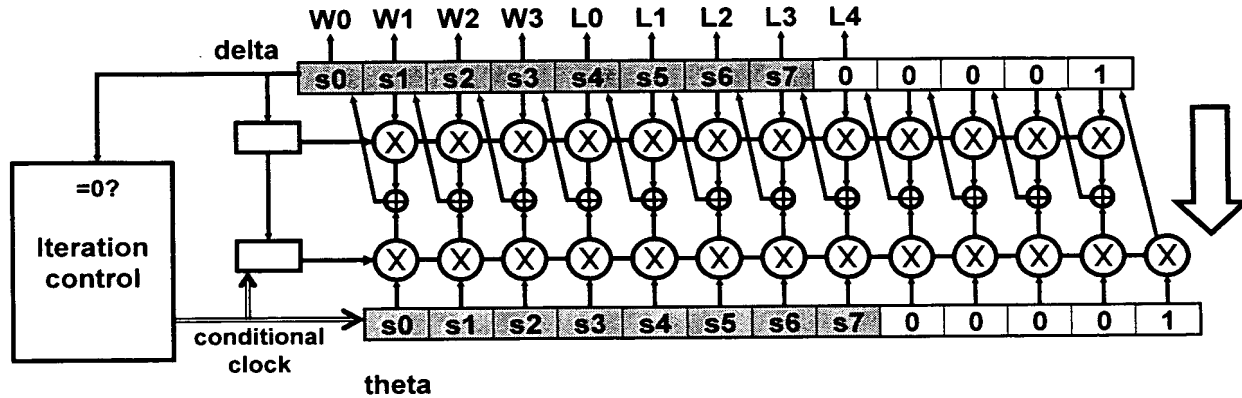 W0 W1 W2 W3 L0 L1 L2 L3 L4
delta
s0 s1 s2 s3 s4 s5 s6 s7 0 0 0 0 1
X X X X X X X X X X X X
=0?
Iteration
control
X X X X X X X X X X X X X
s0 s1 s2 s3 s4 s5 s6 s7 0 0 0 0 1
conditional
clock
theta